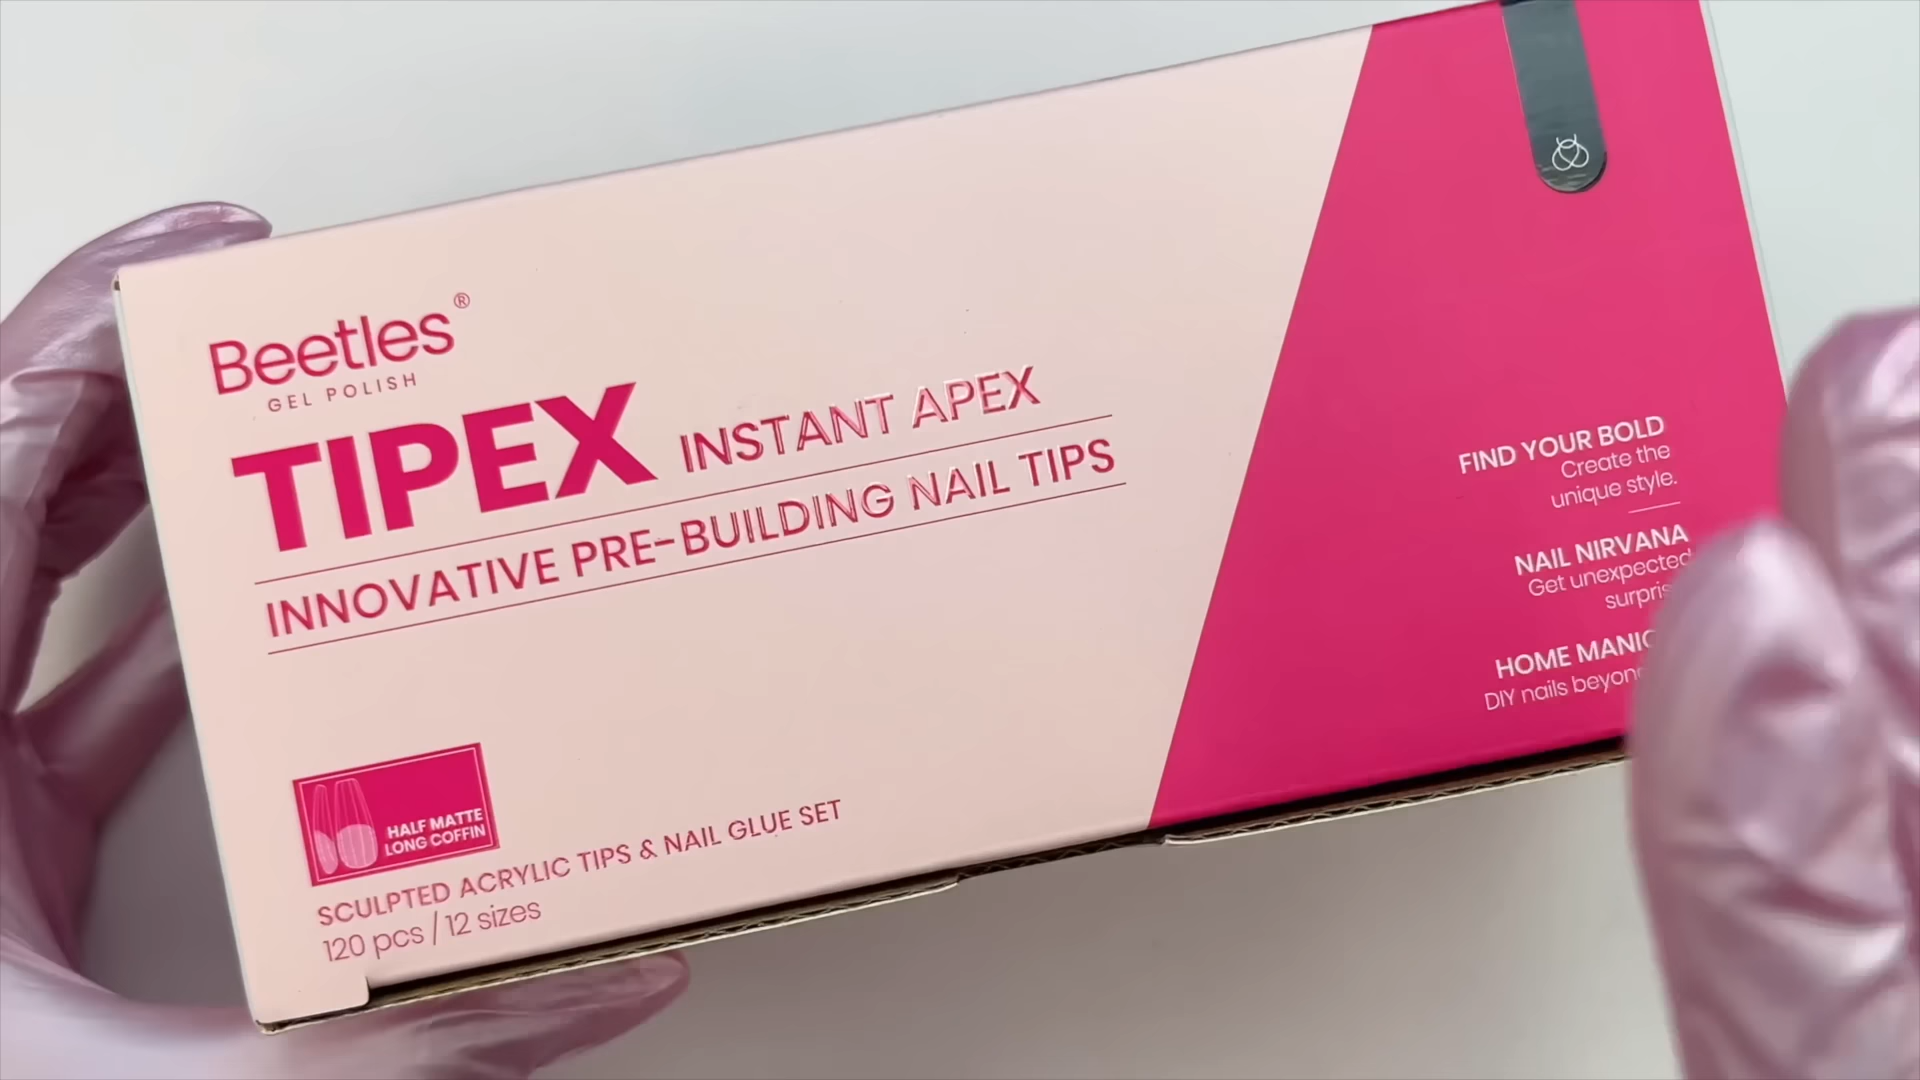 Beetles®
GEL POLISH
TIPEX INSTANT APEX
INNOVATIVE PRE-BUILDING NAIL TIPS
HALF MATTE
LONG COFFIN
SCULPTED ACRYLIC TIPS & NAIL GLUE SET
120 pcs / 12 sizes
FIND YOUR BOLD
Create the
unique style.
NAIL NIRVANA
Get unexpected
HOME
DIY nails